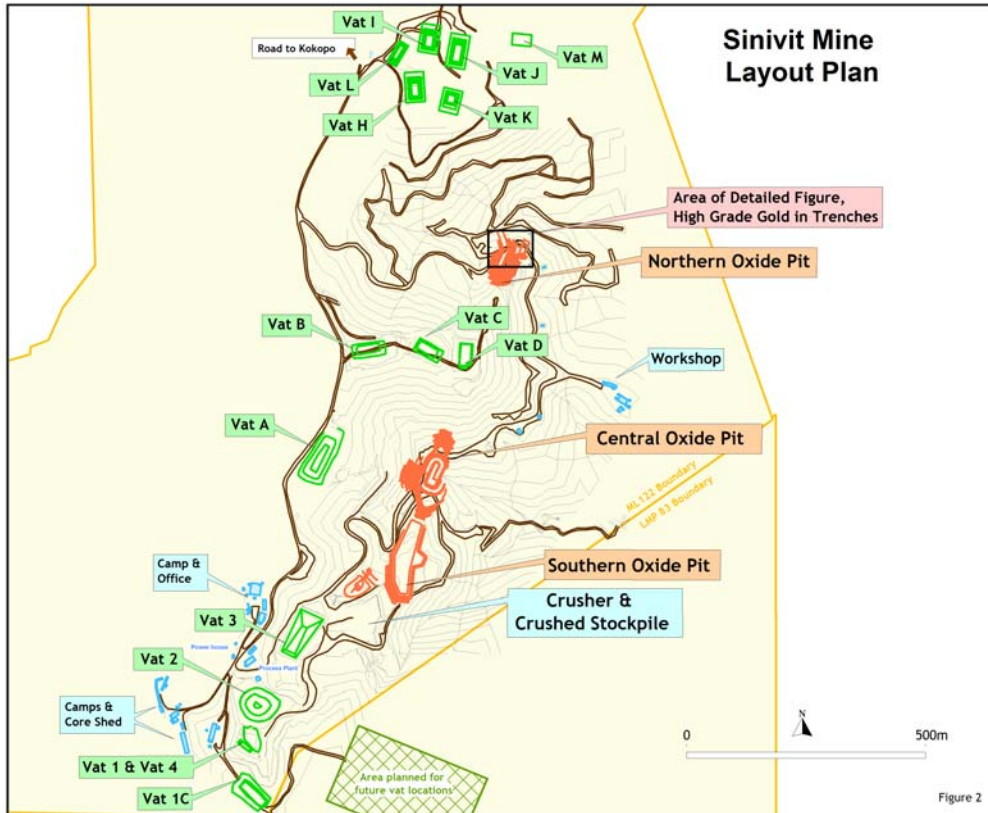 Sinivit Mine
Layout Plan
Vat I
Road to Kokopo
Vat M
Vat L
Vat J
Vat H
Vat K
Area of Detailed Figure,
High Grade Gold in Trenches
Northern Oxide Pit
Vat B
Vat C
Vat D
Workshop
Vat A
Central Oxide Pit
ML122 Boundary
LMP 83 Boundary
Camp &
Office
Southern Oxide Pit
Crusher &
Crushed Stockpile
Vat 3
Power house
Process Plant
Vat 2
Camps &
Core Shed
N
0
500m
Vat 1 & Vat 4
Area planned for
future vat locations
Vat 1C
Figure 2